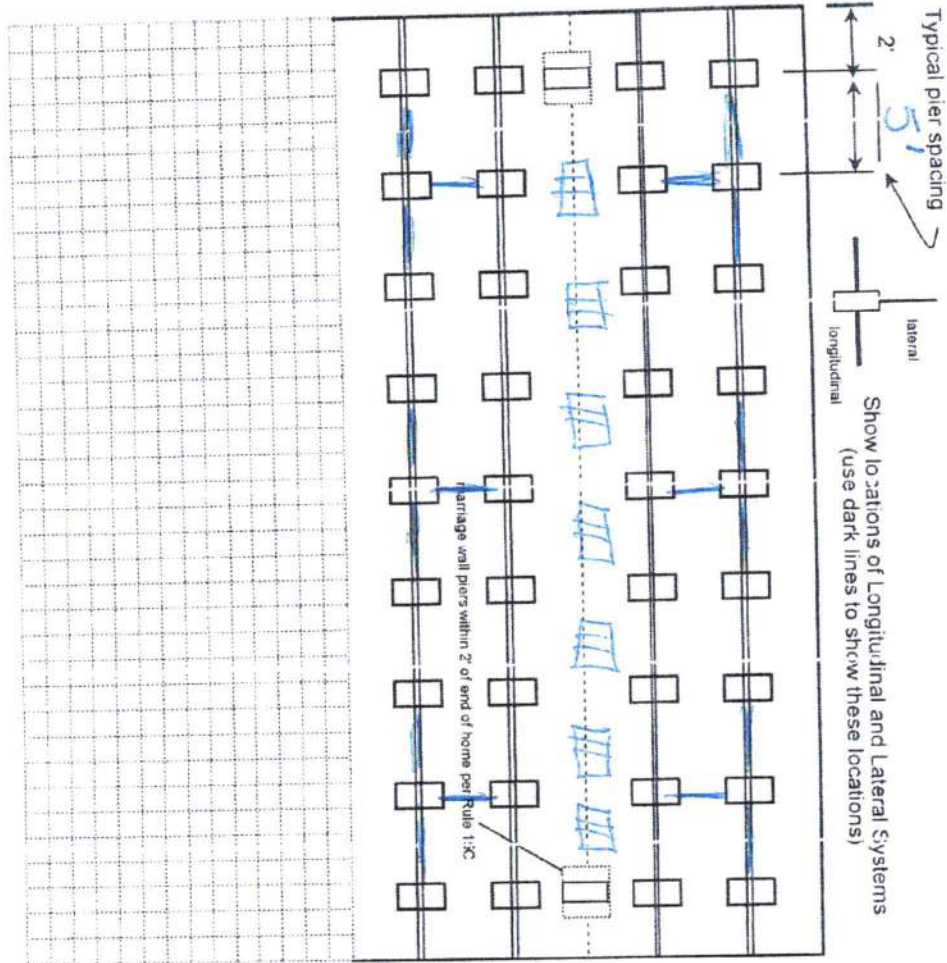 Typical pier spacing
2'
5'
lateral
longitudinal
Show locations of Longitudinal and Lateral Systems
(use dark lines to show these locations)
marriage wall piers within 2' of end of home per Rule 15C